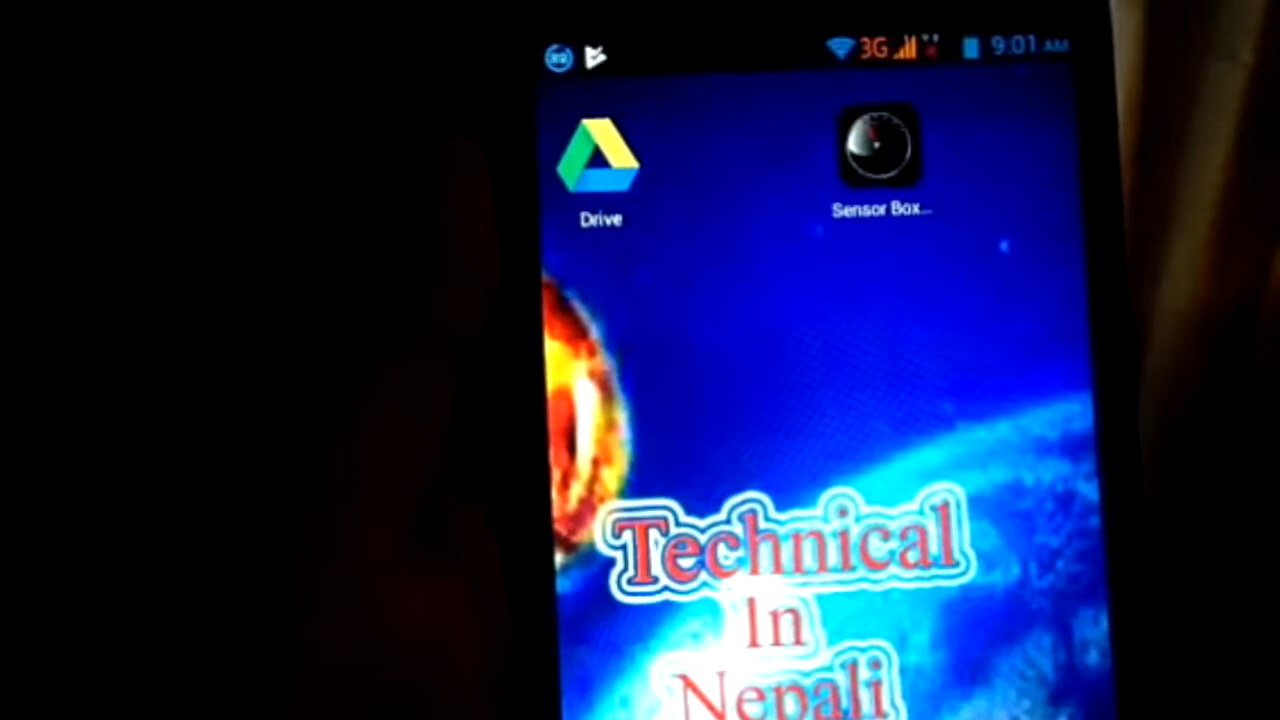 3G 9:01 AM
Drive
Sensor Box...
Technical
In
Nepali